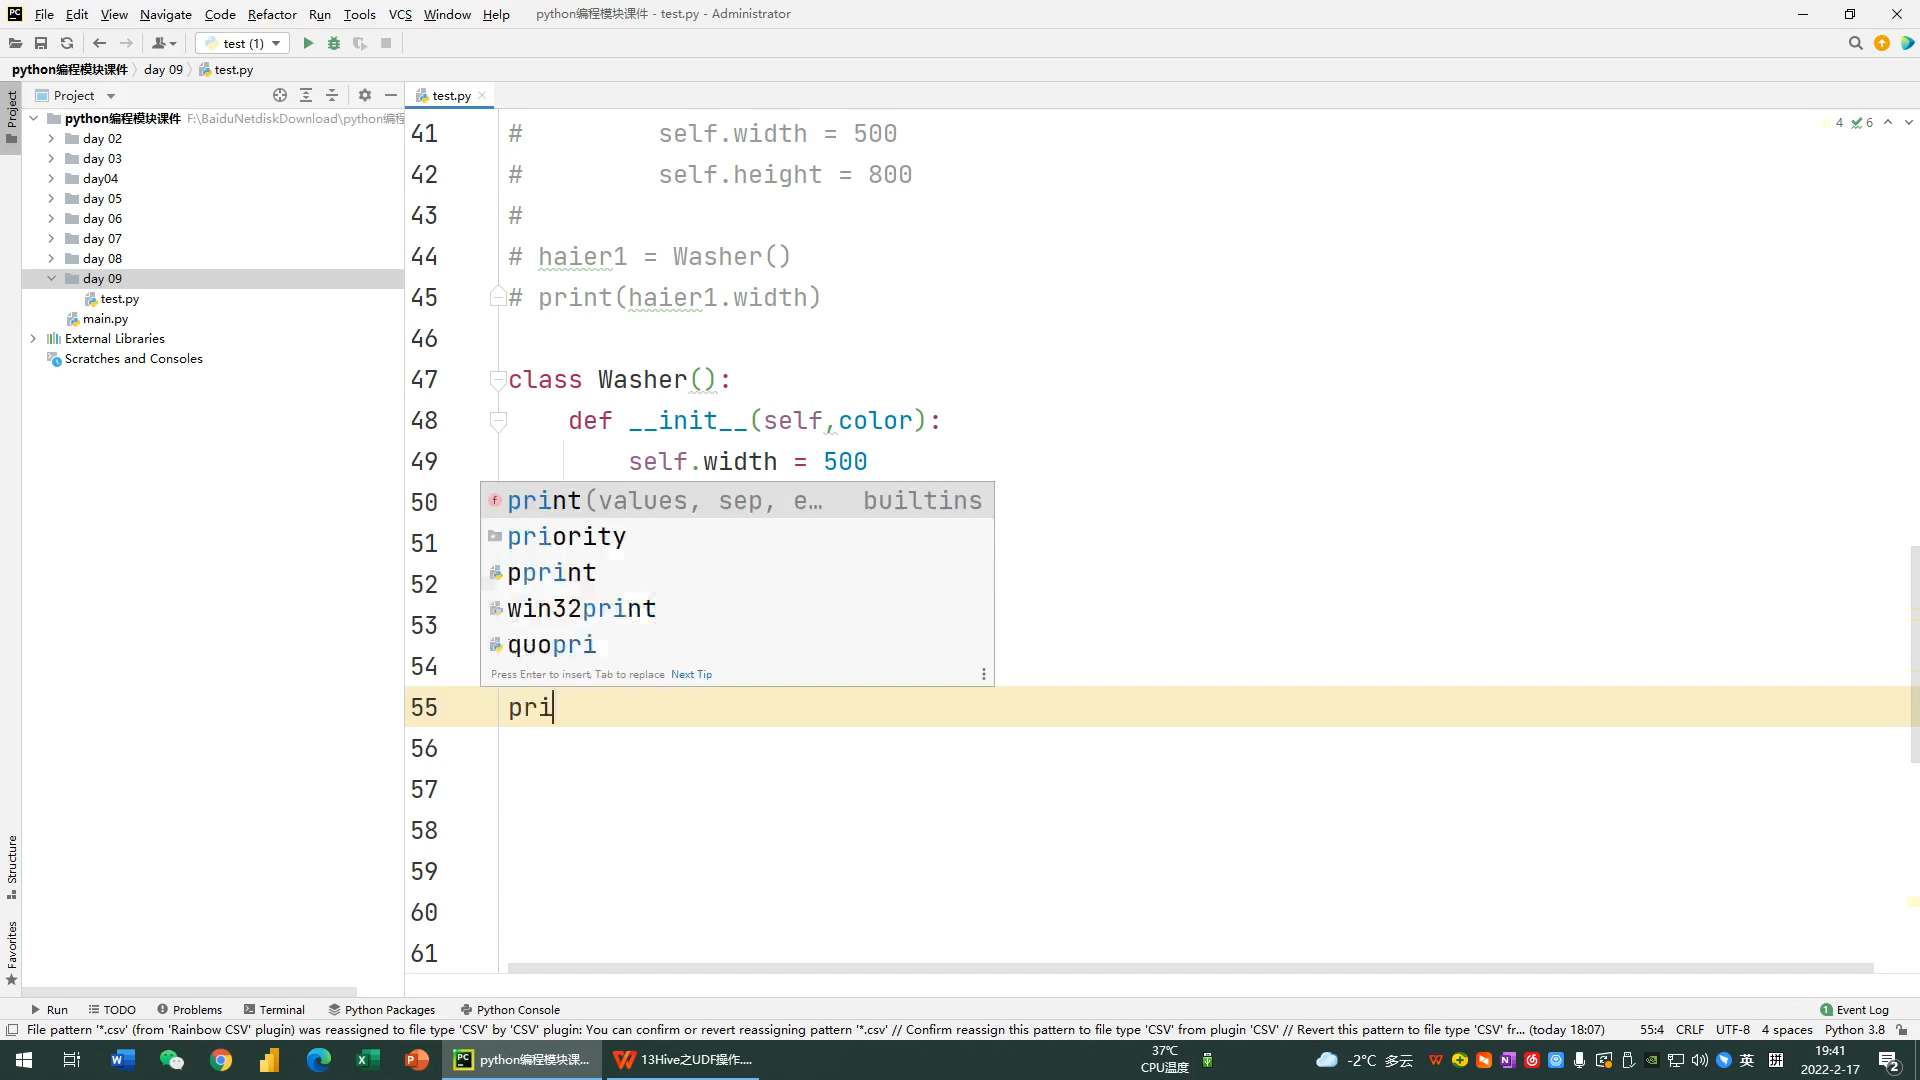 File Edit View Navigate Code Refactor Run Tools VCS Window Help python编程模块课件 - test.py - Administrator
test (1)
python编程模块课件 day 09 test.py
Project
Project
test.py
python编程模块课件 F:\BaiduNetdiskDownload\python编程
day 02
day 03
day04
day 05
day 06
day 07
day 08
day 09
test.py
main.py
External Libraries
Scratches and Consoles
4 6
41 # self.width = 500
42 # self.height = 800
43 #
44 # haier1 = Washer()
45 # print(haier1.width)
46
47 class Washer():
48 def __init__(self,color):
49 self.width = 500
50
51
52
53
54
print(values, sep, e… builtins
priority
pprint
win32print
quopri
Press Enter to insert, Tab to replace Next Tip
55 pri
56
57
58
59
60
61
Structure
Favorites
Run TODO Problems Terminal Python Packages Python Console 1 Event Log
File pattern '*.csv' (from 'Rainbow CSV' plugin) was reassigned to file type 'CSV' by 'CSV' plugin: You can confirm or revert reassigning pattern '*.csv' // Confirm reassign this pattern to file type 'CSV' from plugin 'CSV' // Revert this pattern to file type 'CSV' fr... (today 18:07) 55:4 CRLF UTF-8 4 spaces Python 3.8
python编程模块课... 13Hive之UDF操作....
37℃
CPU温度
-2°C 多云
英 拼
19:41
2022-2-17
2